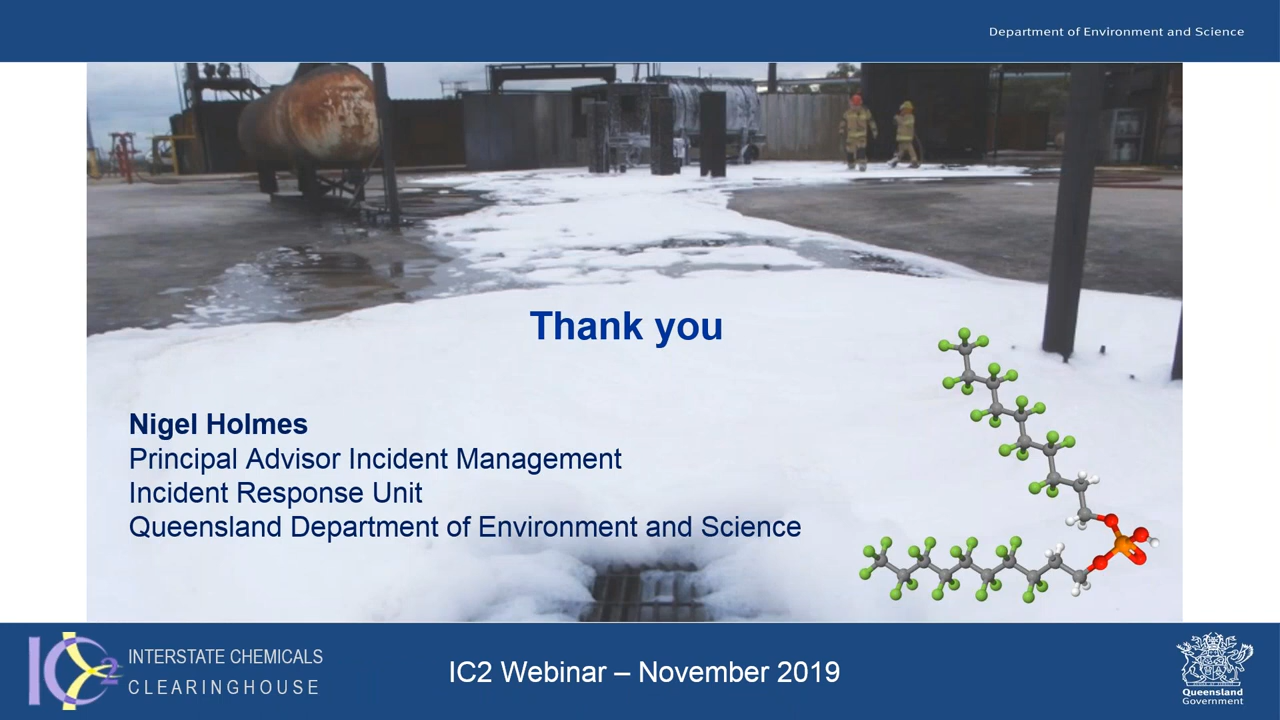 Department of Environment and Science
Thank you
Nigel Holmes
Principal Advisor Incident Management
Incident Response Unit
Queensland Department of Environment and Science
IC2
INTERSTATE CHEMICALS
CLEARINGHOUSE
IC2 Webinar – November 2019
Queensland
Government